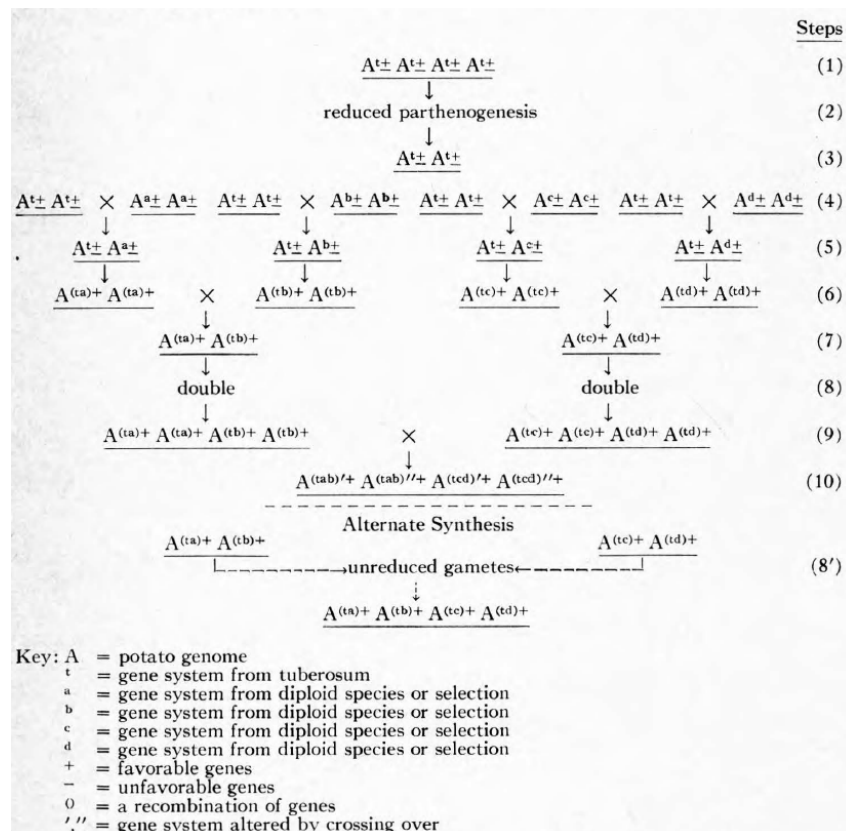 Steps
A^t± A^t± A^t± A^t± (1)
reduced parthenogenesis (2)
A^t± A^t± (3)
A^t± A^t± × A^a± A^a± A^t± A^t± × A^b± A^b± A^t± A^t± × A^c± A^c± A^t± A^t± × A^d± A^d± (4)
A^t± A^a± A^t± A^b± A^t± A^c± A^t± A^d± (5)
A^(ta)+ A^(ta)+ × A^(tb)+ A^(tb)+ A^(tc)+ A^(tc)+ × A^(td)+ A^(td)+ (6)
A^(ta)+ A^(tb)+ A^(tc)+ A^(td)+ (7)
double double (8)
A^(ta)+ A^(ta)+ A^(tb)+ A^(tb)+ × A^(tc)+ A^(tc)+ A^(td)+ A^(td)+ (9)
A^(tab)′+ A^(tab)″+ A^(tcd)′+ A^(tcd)″+ (10)
Alternate Synthesis
A^(ta)+ A^(tb)+ A^(tc)+ A^(td)+
unreduced gametes (8′)
A^(ta)+ A^(tb)+ A^(tc)+ A^(td)+
Key: A = potato genome
t = gene system from tuberosum
a = gene system from diploid species or selection
b = gene system from diploid species or selection
c = gene system from diploid species or selection
d = gene system from diploid species or selection
+ = favorable genes
− = unfavorable genes
() = a recombination of genes
′,″ = gene system altered by crossing over